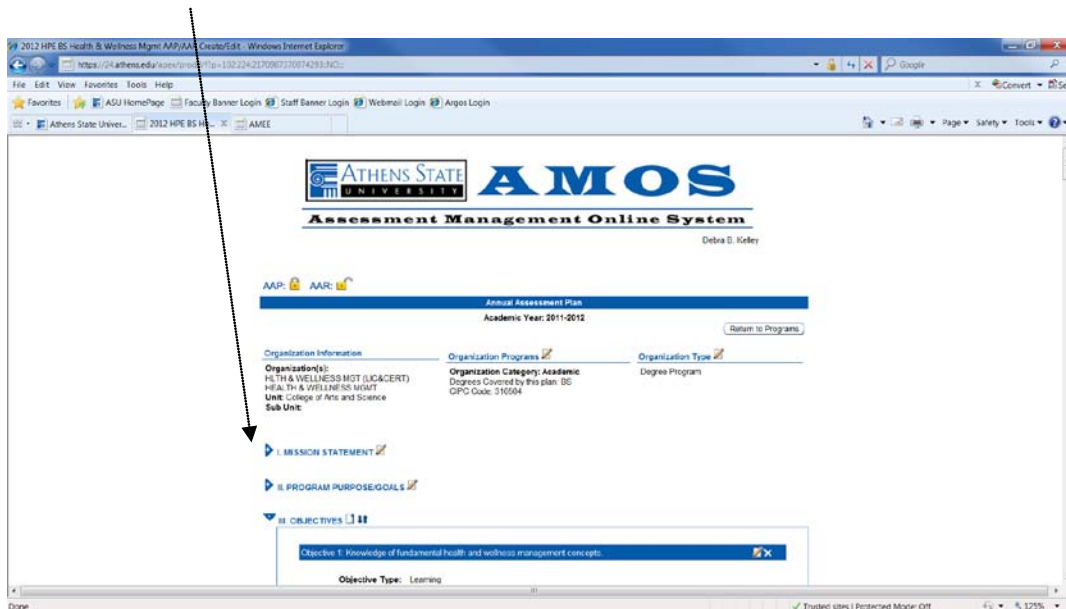 2012 HPE BS Health & Wellness Mgmt AAP/AAR Create/Edit - Windows Internet Explorer
Google
File Edit View Favorites Tools Help
Convert
Favorites ASU HomePage Faculty Banner Login Staff Banner Login Webmail Login Argos Login
Athens State Univer... 2012 HPE BS He... AMEE Page Safety Tools
ATHENS STATE UNIVERSITY AMOS
Assessment Management Online System
Debra B. Kelley
AAP: AAR:
Annual Assessment Plan
Academic Year: 2011-2012
Return to Programs
Organization Information Organization Programs Organization Type
Organization(s): Organization Category: Academic Degree Program
HLTH & WELLNESS MGT (LIC&CERT) Degrees Covered by this plan: BS
HEALTH & WELLNESS MGMT CIPC Code: 310504
Unit: College of Arts and Science
Sub Unit:
I. MISSION STATEMENT
II. PROGRAM PURPOSE/GOALS
III. OBJECTIVES
Objective 1: Knowledge of fundamental health and wellness management concepts.
Objective Type: Learning
Done Trusted sites | Protected Mode: Off 125%